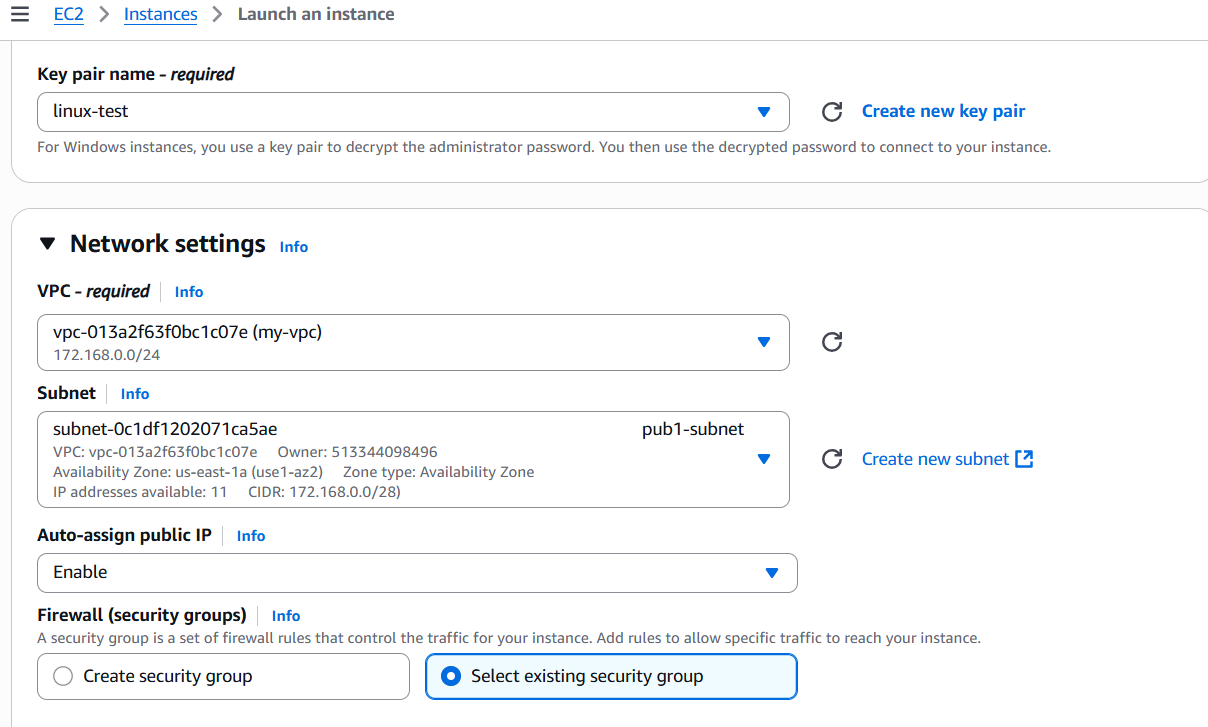 EC2 > Instances > Launch an instance
Key pair name - required
linux-test
Create new key pair
For Windows instances, you use a key pair to decrypt the administrator password. You then use the decrypted password to connect to your instance.
Network settings Info
VPC - required Info
vpc-013a2f63f0bc1c07e (my-vpc)
172.168.0.0/24
Subnet Info
subnet-0c1df1202071ca5ae pub1-subnet
VPC: vpc-013a2f63f0bc1c07e Owner: 513344098496
Availability Zone: us-east-1a (use1-az2) Zone type: Availability Zone
IP addresses available: 11 CIDR: 172.168.0.0/28)
Create new subnet
Auto-assign public IP Info
Enable
Firewall (security groups) Info
A security group is a set of firewall rules that control the traffic for your instance. Add rules to allow specific traffic to reach your instance.
Create security group Select existing security group